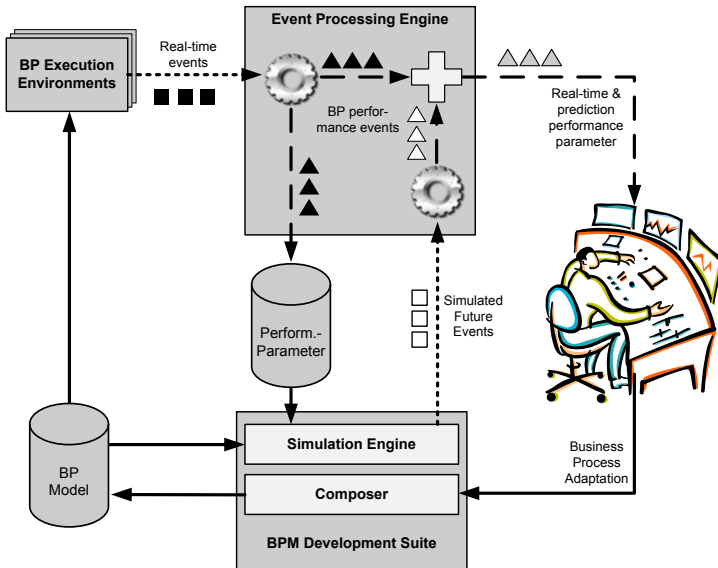 Event Processing Engine
BP Execution
Environments
Real-time
events
BP perfor-
mance events
Real-time &
prediction
performance
parameter
Simulated
Future
Events
Perform.-
Parameter
Simulation Engine
BP
Model
Composer
Business
Process
Adaptation
BPM Development Suite